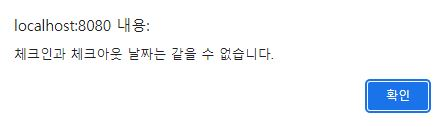 localhost:8080 내용:
체크인과 체크아웃 날짜는 같을 수 없습니다.
확인